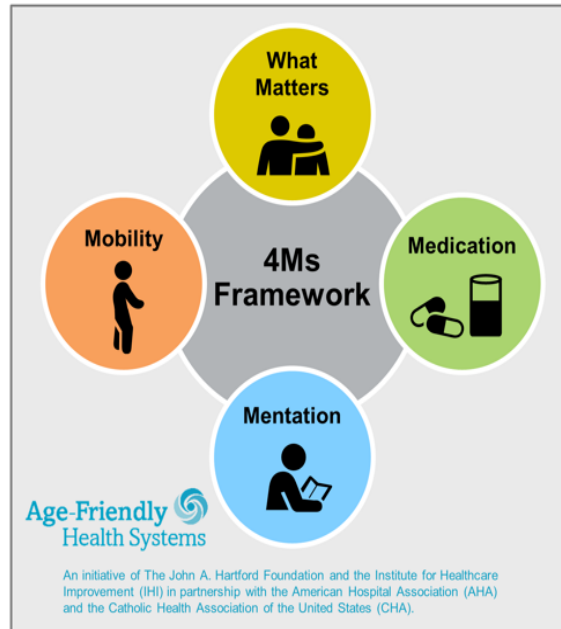 What
Matters
Mobility
4Ms
Framework
Medication
Mentation
Age-Friendly
Health Systems
An initiative of The John A. Hartford Foundation and the Institute for Healthcare
Improvement (IHI) in partnership with the American Hospital Association (AHA)
and the Catholic Health Association of the United States (CHA).